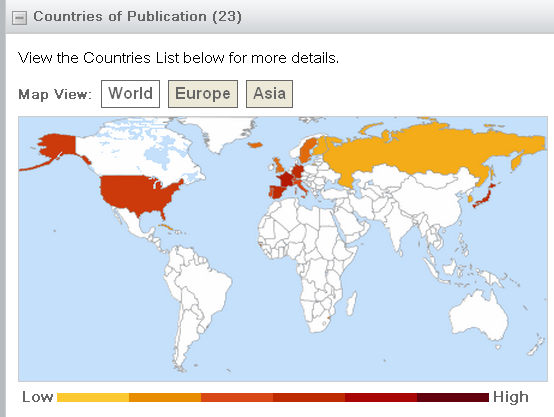 Countries of Publication (23)
View the Countries List below for more details.
Map View: World Europe Asia
Low High